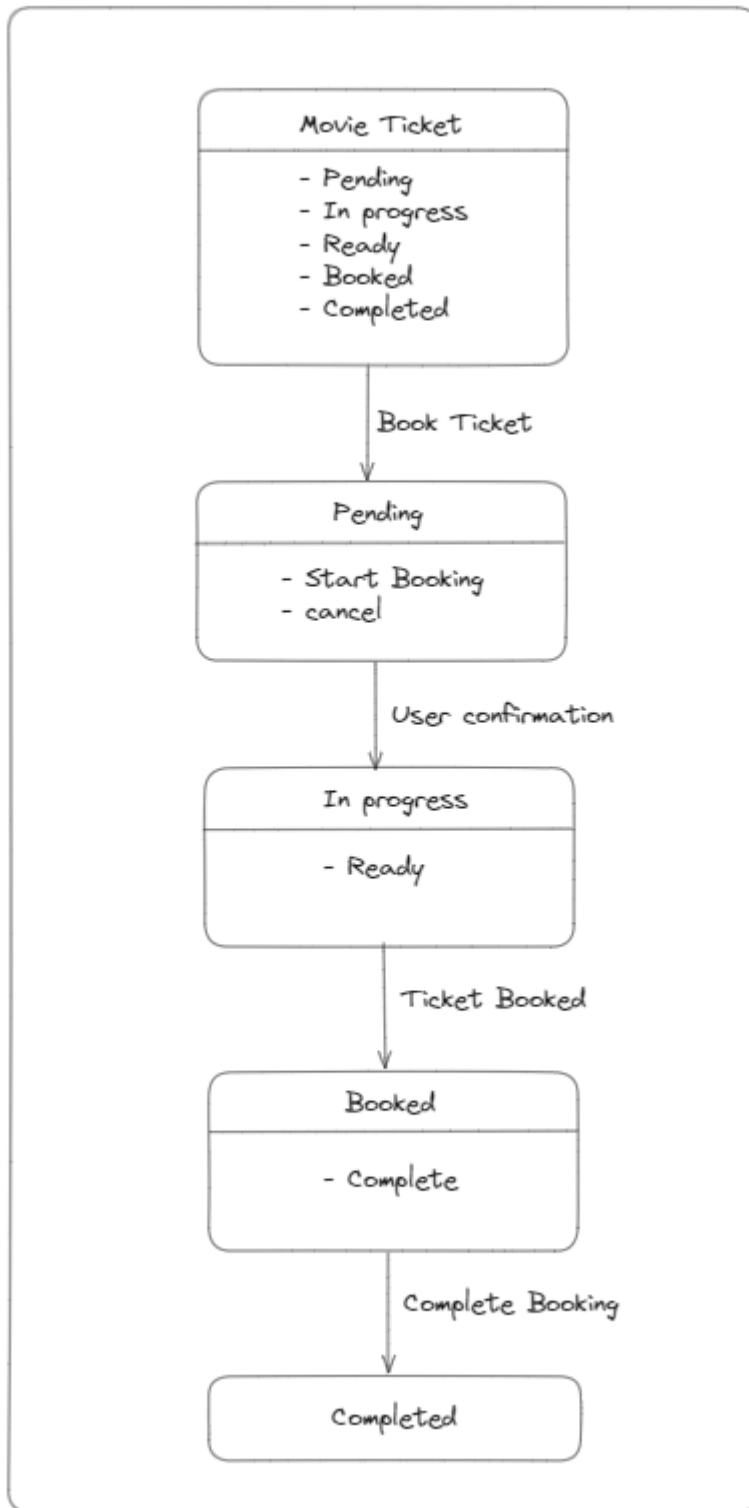 Movie Ticket
- Pending
- In progress
- Ready
- Booked
- Completed
Book Ticket
Pending
- Start Booking
- cancel
User confirmation
In progress
- Ready
Ticket Booked
Booked
- Complete
Complete Booking
Completed